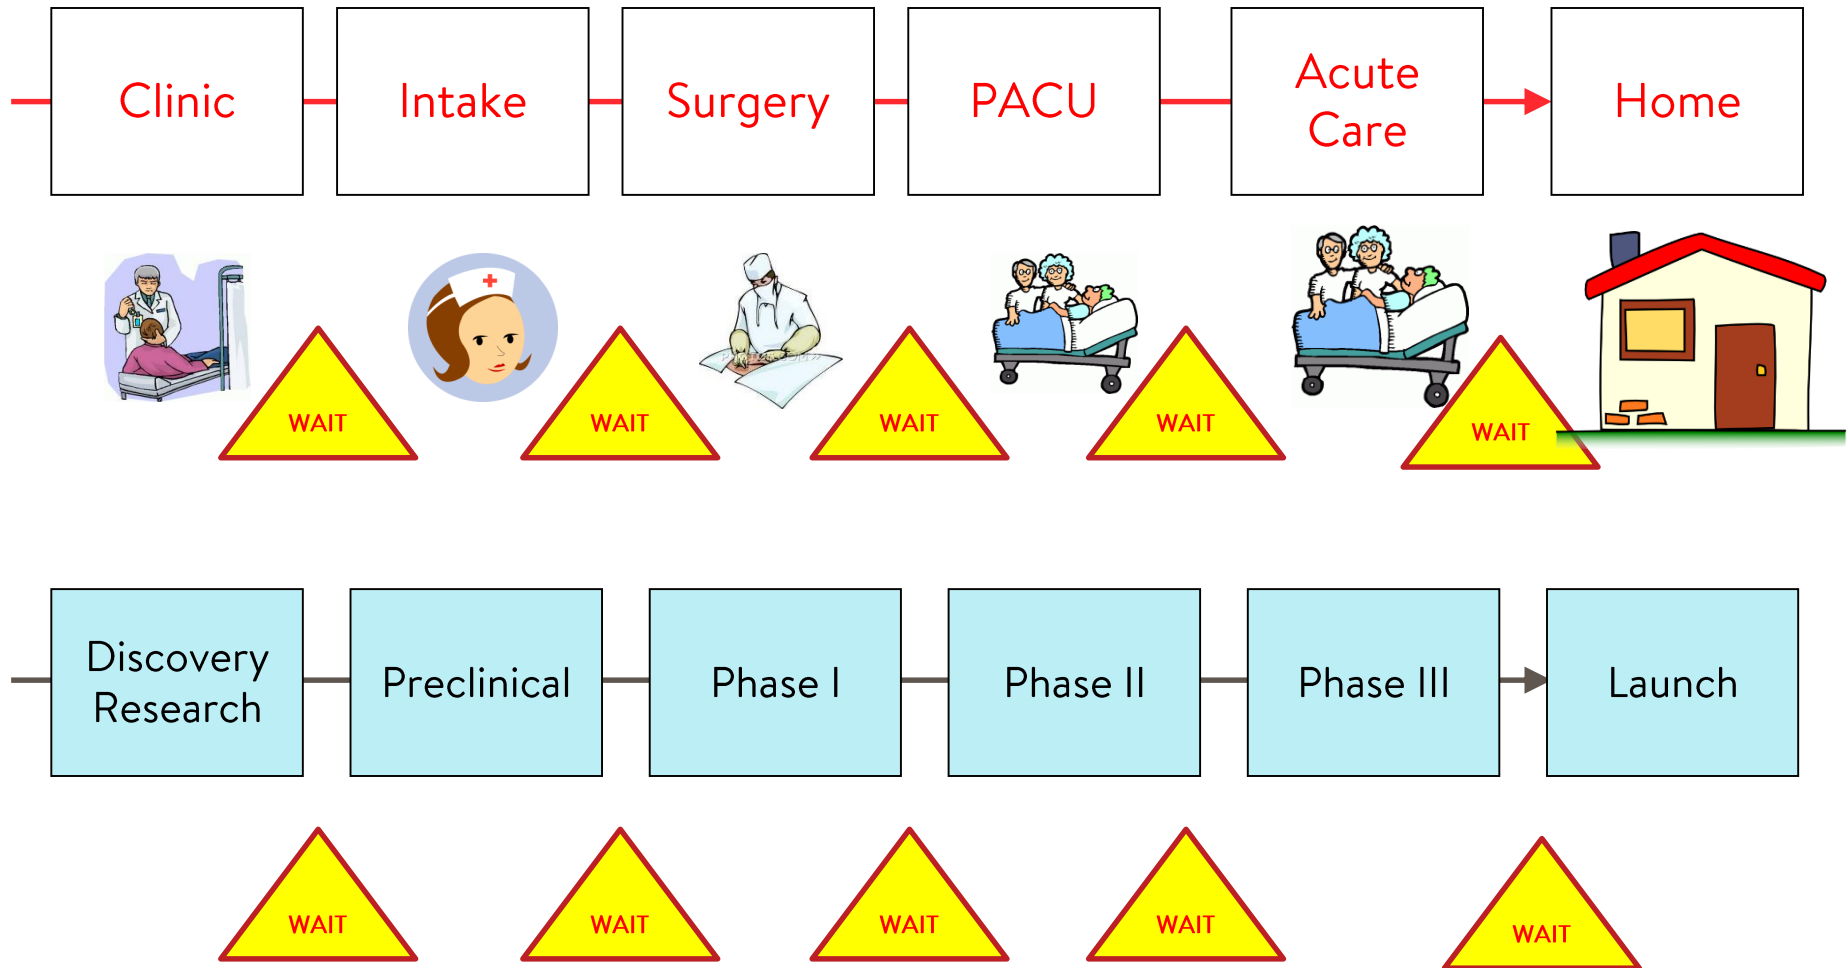 Clinic
Intake
Surgery
PACU
Acute
Care
Home
WAIT
WAIT
WAIT
WAIT
WAIT
Discovery
Research
Preclinical
Phase I
Phase II
Phase III
Launch
WAIT
WAIT
WAIT
WAIT
WAIT